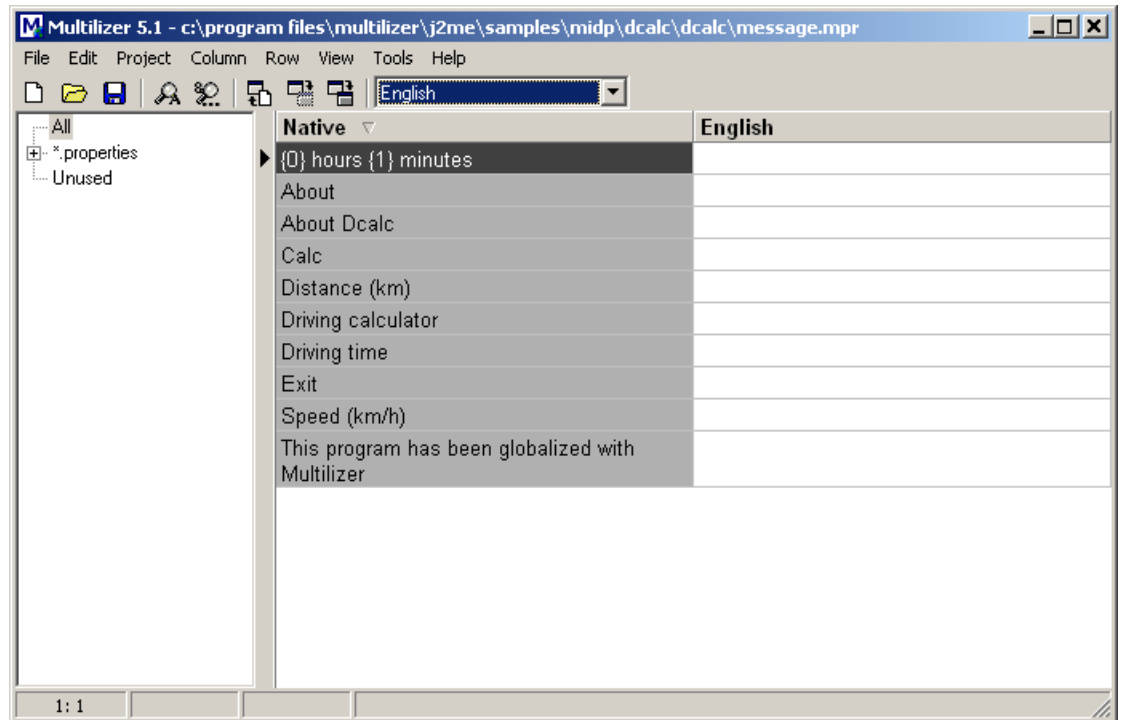 Multilizer 5.1 - c:\program files\multilizer\j2me\samples\midp\dcalc\dcalc\message.mpr
File Edit Project Column Row View Tools Help
English
All
*.properties
Unused
Native English
{0} hours {1} minutes
About
About Dcalc
Calc
Distance (km)
Driving calculator
Driving time
Exit
Speed (km/h)
This program has been globalized with
Multilizer
1: 1